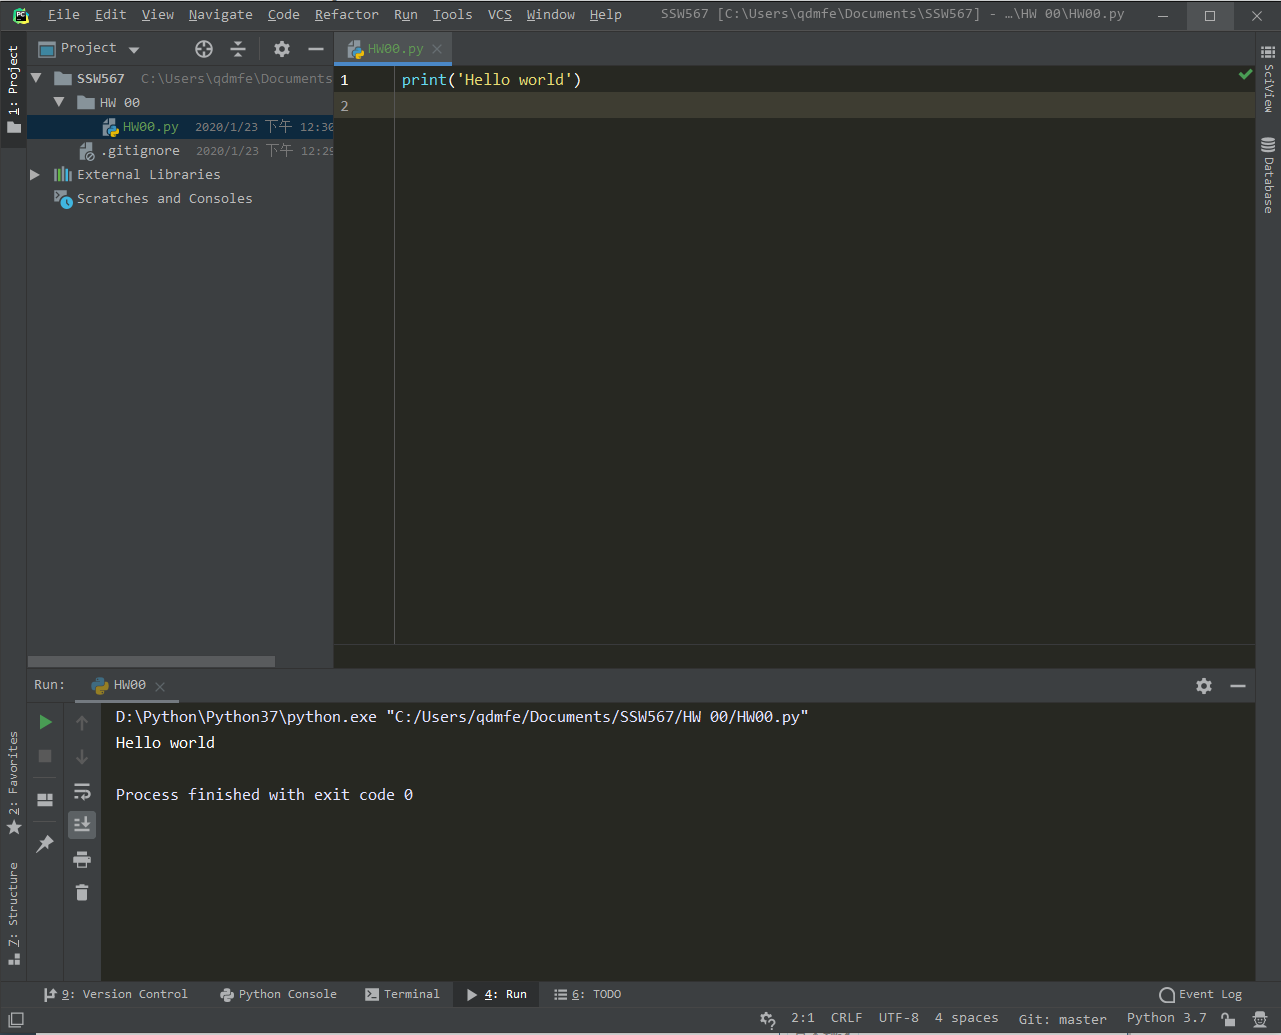 PC File Edit View Navigate Code Refactor Run Tools VCS Window Help SSW567 [C:\Users\qdmfe\Documents\SSW567] - …\HW 00\HW00.py
1: Project
Project
HW00.py
SSW567 C:\Users\qdmfe\Documents
HW 00
HW00.py 2020/1/23 下午 12:30
.gitignore 2020/1/23 下午 12:29
External Libraries
Scratches and Consoles
1 print('Hello world')
2
SciView
Database
Run: HW00
D:\Python\Python37\python.exe "C:/Users/qdmfe/Documents/SSW567/HW 00/HW00.py"
Hello world
Process finished with exit code 0
2: Favorites
7: Structure
9: Version Control Python Console Terminal 4: Run 6: TODO Event Log
2:1 CRLF UTF-8 4 spaces Git: master Python 3.7